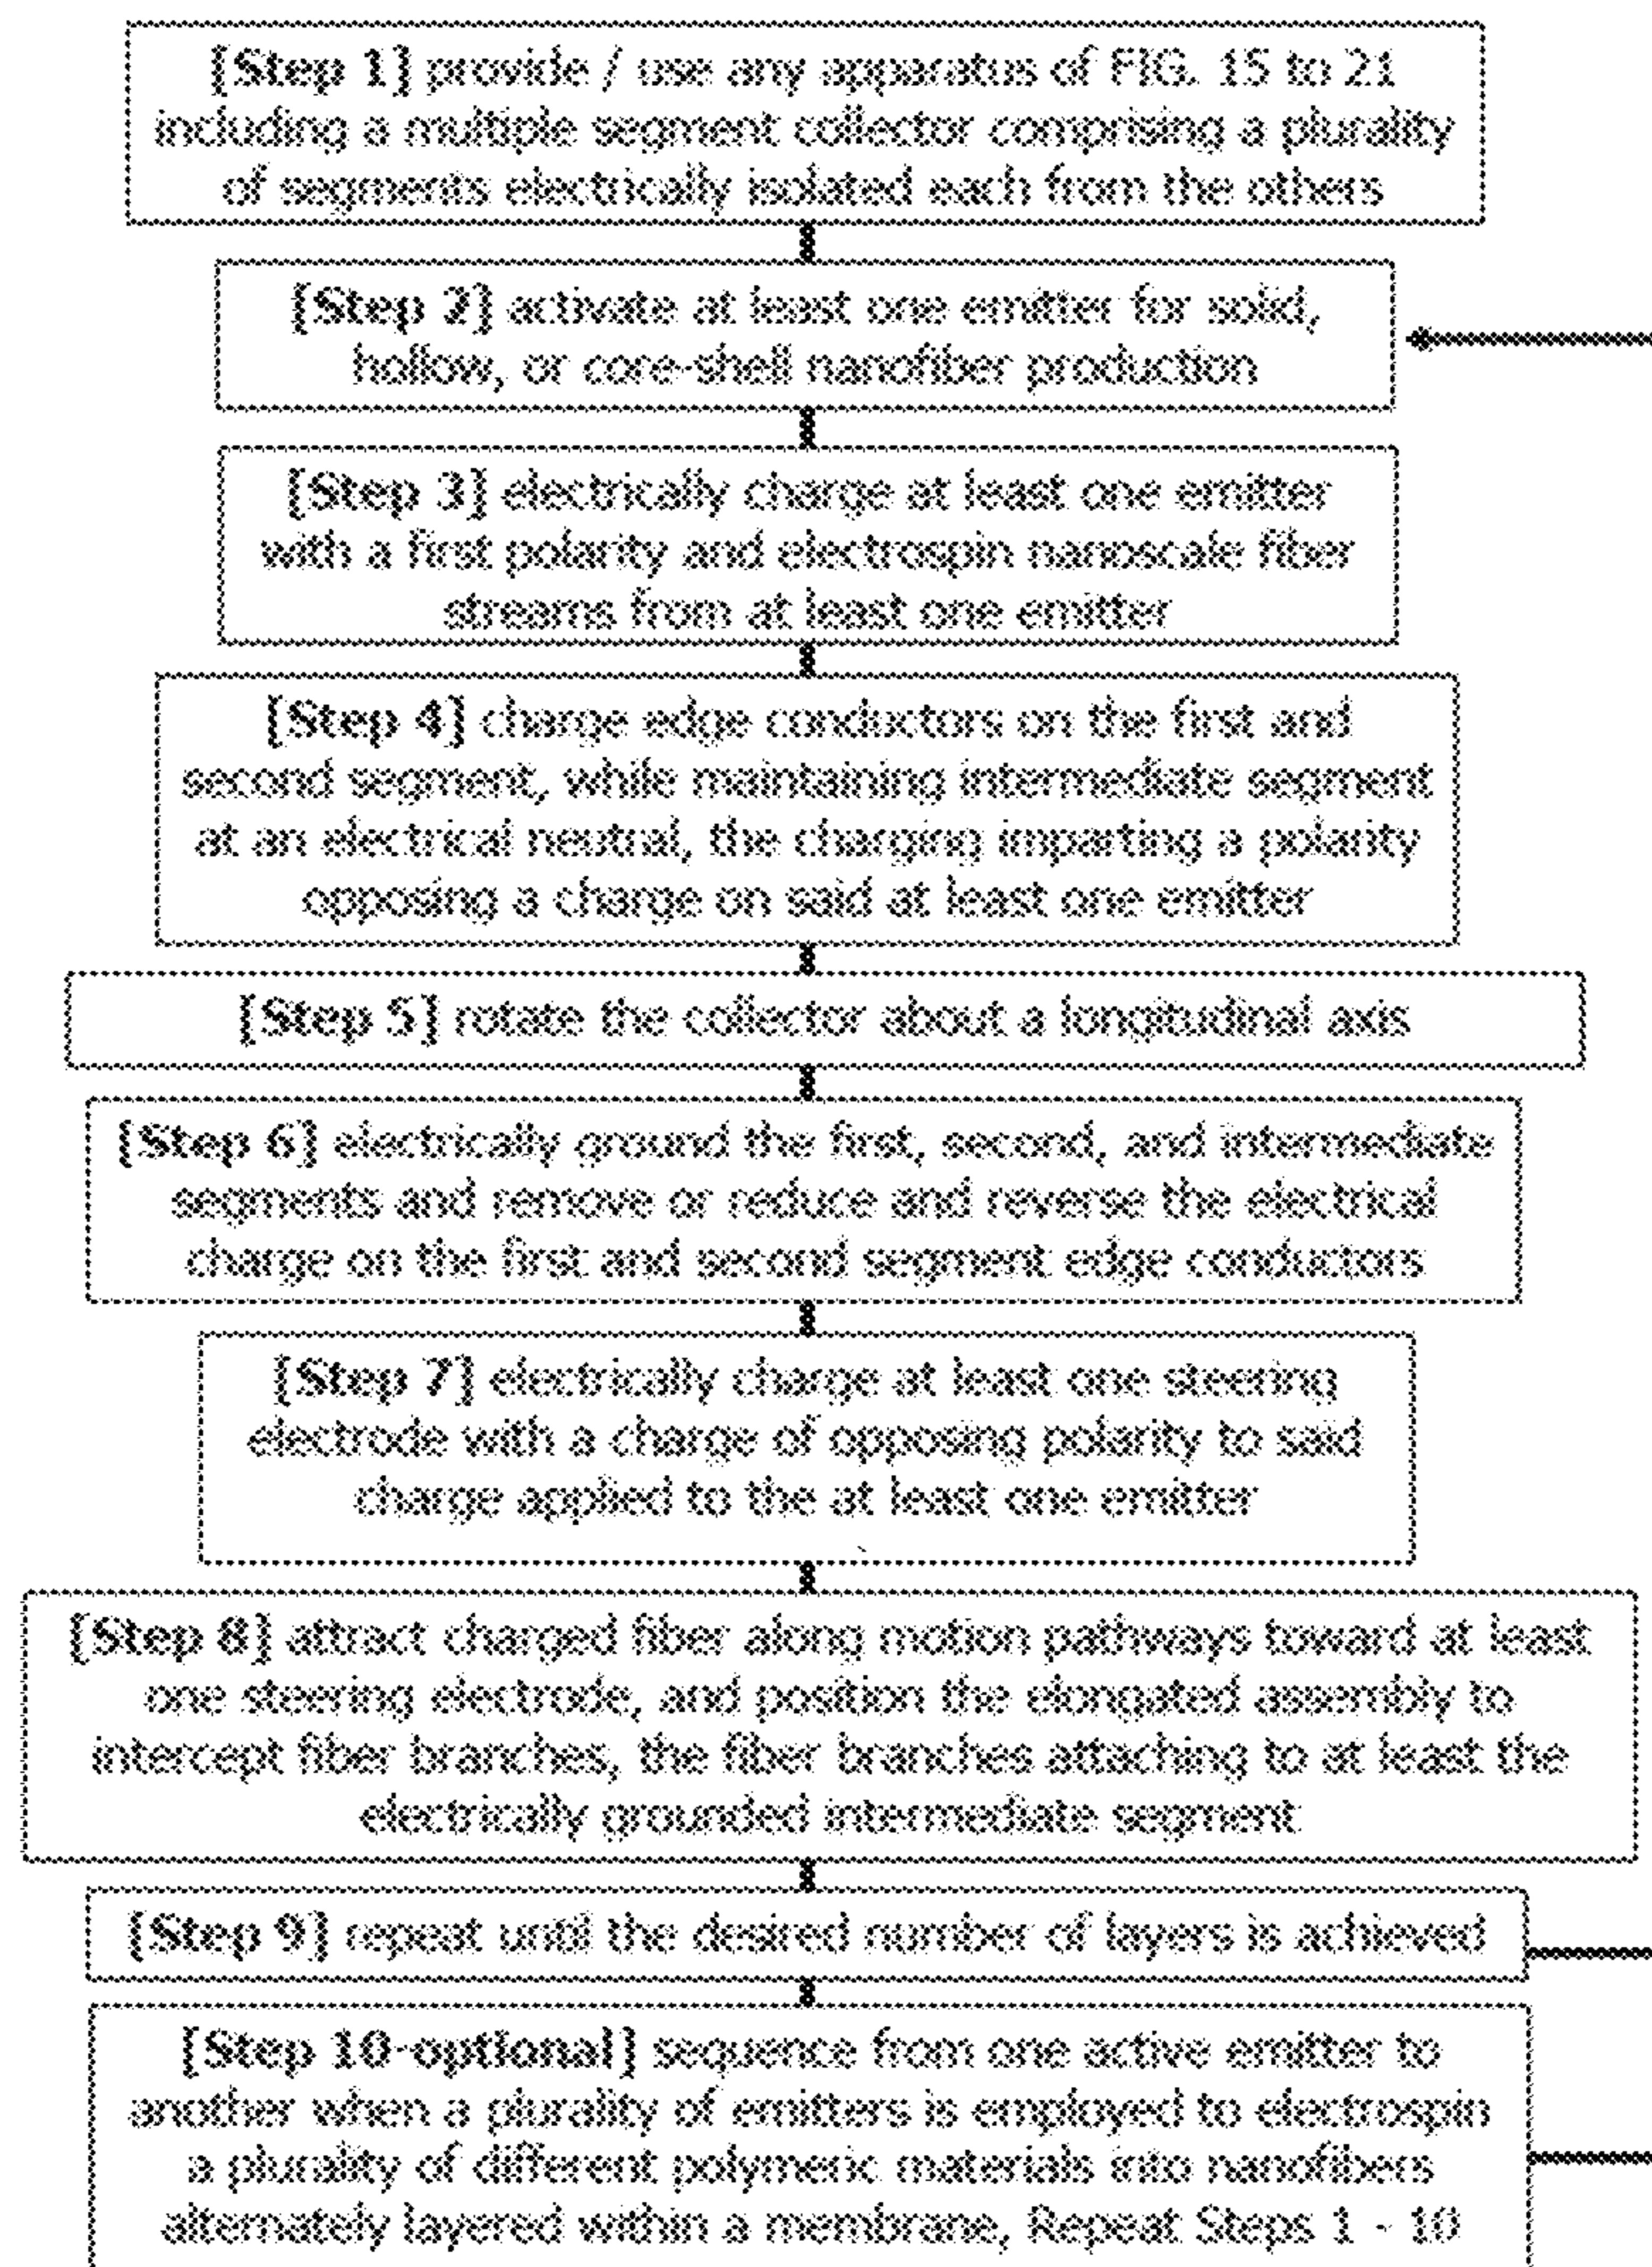 [Step 1] provide / use any apparatus of FIG. 15 to 21
including a multiple segment collector comprising a plurality
of segments electrically isolated each from the others
[Step 2] activate at least one emitter for solid,
hollow, or core-shell nanofiber production
[Step 3] electrically charge at least one emitter
with a first polarity and electrospin nanoscale fiber
streams from at least one emitter
[Step 4] charge edge conductors on the first and
second segment, while maintaining intermediate segment
at an electrical neutral, the charging imparting a polarity
opposing a charge on said at least one emitter
[Step 5] rotate the collector about a longitudinal axis
[Step 6] electrically ground the first, second, and intermediate
segments and remove or reduce and reverse the electrical
charge on the first and second segment edge conductors
[Step 7] electrically charge at least one steering
electrode with a charge of opposing polarity to said
charge applied to the at least one emitter
[Step 8] attract charged fiber along motion pathways toward at least
one steering electrode, and position the elongated assembly to
intercept fiber branches, the fiber branches attaching to at least the
electrically grounded intermediate segment
[Step 9] repeat until the desired number of layers is achieved
[Step 10-optional] sequence from one active emitter to
another when a plurality of emitters is employed to electrospin
a plurality of different polymeric materials into nanofibers
alternately layered within a membrane, Repeat Steps 1 - 10